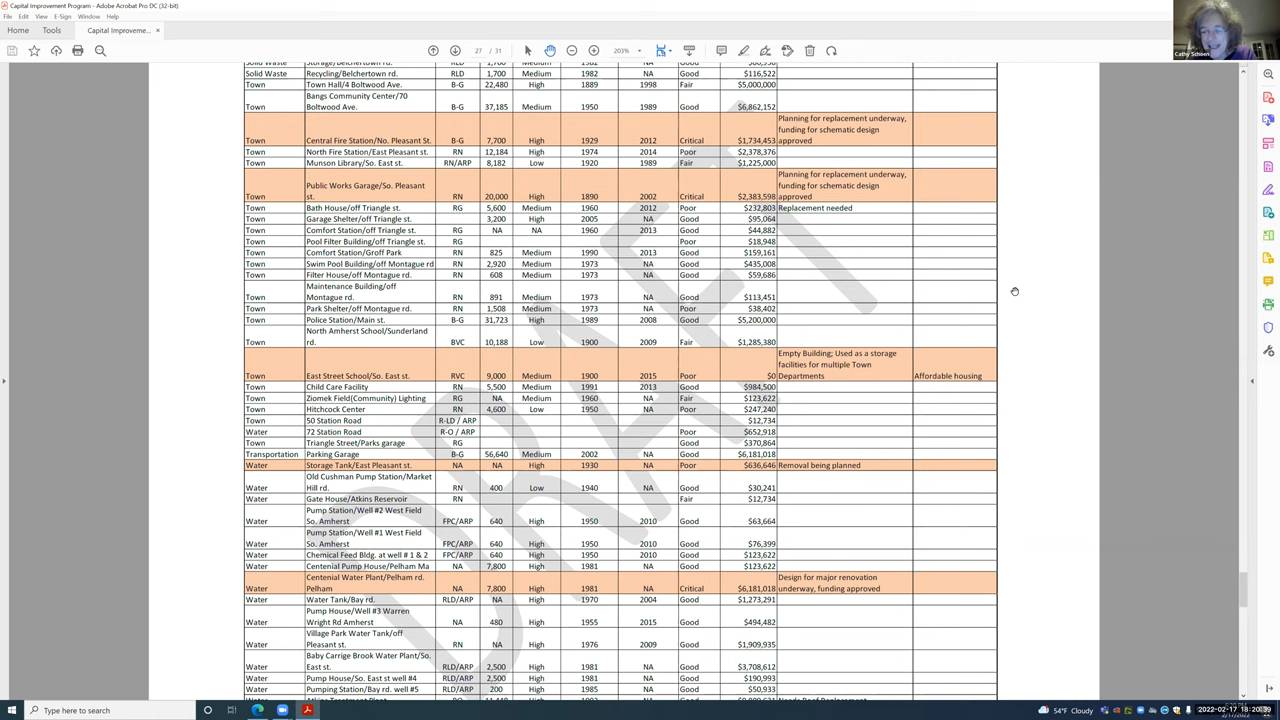 Capital Improvement Program - Adobe Acrobat Pro DC (32-bit)
File Edit View E-Sign Window Help
Home Tools Capital Improveme... ×
27 / 31 203%
Cathy Schoen
Solid Waste Storage/Belchertown rd. RLD 1,700 Medium 1982 NA Good
Solid Waste Recycling/Belchertown rd. RLD 1,700 Medium 1982 NA Good $116,522
Town Town Hall/4 Boltwood Ave. B-G 22,480 High 1889 1998 Fair $5,000,000
Bangs Community Center/70
Town Boltwood Ave. B-G 37,185 Medium 1950 1989 Good $6,862,152
Planning for replacement underway,
funding for schematic design
Town Central Fire Station/No. Pleasant St. B-G 7,700 High 1929 2012 Critical $1,734,453 approved
Town North Fire Station/East Pleasant st. RN 12,184 High 1974 2014 Poor $2,378,376
Town Munson Library/So. East st. RN/ARP 8,182 Low 1920 1989 Fair $1,225,000
Planning for replacement underway,
Public Works Garage/So. Pleasant funding for schematic design
Town st. RN 20,000 High 1890 2002 Critical $2,383,598 approved
Town Bath House/off Triangle st. RG 5,600 Medium 1960 2012 Poor $232,803 Replacement needed
Town Garage Shelter/off Triangle st. 3,200 High 2005 NA Good $95,064
Town Comfort Station/off Triangle st. RG NA NA 1960 2013 Good $44,882
Town Pool Filter Building/off Triangle st. RG Poor $18,948
Town Comfort Station/Groff Park RN 825 Medium 1990 2013 Good $159,161
Town Swim Pool Building/off Montague rd RN 2,920 Medium 1973 NA Good $435,008
Town Filter House/off Montague rd. RN 608 Medium 1973 NA Good $59,686
Maintenance Building/off
Town Montague rd. RN 891 Medium 1973 NA Good $113,451
Town Park Shelter/off Montague rd. RN 1,508 Medium 1973 NA Poor $38,402
Town Police Station/Main st. B-G 31,723 High 1989 2008 Good $5,200,000
North Amherst School/Sunderland
Town rd. BVC 10,188 Low 1900 2009 Fair $1,285,380
Empty Building; Used as a storage
facilities for multiple Town
Town East Street School/So. East st. RVC 9,000 Medium 1900 2015 Poor $0 Departments Affordable housing
Town Child Care Facility RN 5,500 Medium 1991 2013 Good $984,500
Town Ziomek Field(Community) Lighting RG NA Medium 1960 NA Fair $123,622
Town Hitchcock Center RN 4,600 Low 1950 NA Poor $247,240
Town 50 Station Road R-LD / ARP $12,734
Water 72 Station Road R-O / ARP Poor $652,918
Town Triangle Street/Parks garage RG Good $370,864
Transportation Parking Garage B-G 56,640 Medium 2002 NA Good $6,181,018
Water Storage Tank/East Pleasant st. NA NA High 1930 NA Poor $636,646 Removal being planned
Old Cushman Pump Station/Market
Water Hill rd. RN 400 Low 1940 NA Good $30,241
Water Gate House/Atkins Reservoir RN Fair $12,734
Pump Station/Well #2 West Field
Water So. Amherst FPC/ARP 640 High 1950 2010 Good $63,664
Pump Station/Well #1 West Field
Water So. Amherst FPC/ARP 640 High 1950 2010 Good $76,399
Water Chemical Feed Bldg. at well # 1 & 2 FPC/ARP 640 High 1950 2010 Good $123,622
Water Centenial Pump House/Pelham Ma NA 7,800 High 1981 NA Good $123,622
Centenial Water Plant/Pelham rd. Design for major renovation
Water Pelham NA 7,800 High 1981 NA Critical $6,181,018 underway, funding approved
Water Water Tank/Bay rd. RLD/ARP NA High 1970 2004 Good $1,273,291
Pump House/Well #3 Warren
Water Wright Rd Amherst NA 480 High 1955 2015 Good $494,482
Village Park Water Tank/off
Water Pleasant st. RN NA High 1976 2009 Good $1,909,935
Baby Carrige Brook Water Plant/So.
Water East st. RLD/ARP 2,500 High 1981 NA Good $3,708,612
Water Pump House/So. East st well #4 RLD/ARP 2,500 High 1981 NA Good $190,993
Water Pumping Station/Bay rd. well #5 RLD/ARP 200 High 1985 NA Good $50,933
DRAFT
Type here to search
54°F Cloudy
2022-02-17 18:20:39
2/17/2022